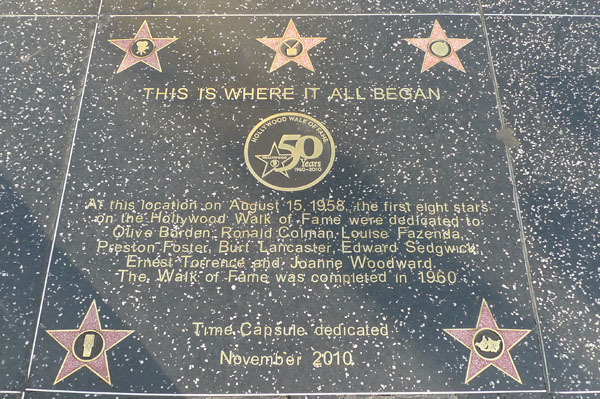 THIS IS WHERE IT ALL BEGAN
HOLLYWOOD WALK OF FAME
50
Years
HOLLYWOOD
1960-2010
At this location on August 15, 1958, the first eight stars
on the Hollywood Walk of Fame were dedicated to
Olive Borden, Ronald Colman, Louise Fazenda,
Preston Foster, Burt Lancaster, Edward Sedgwick,
Ernest Torrence and Joanne Woodward.
The Walk of Fame was completed in 1960
Time Capsule dedicated
November 2010